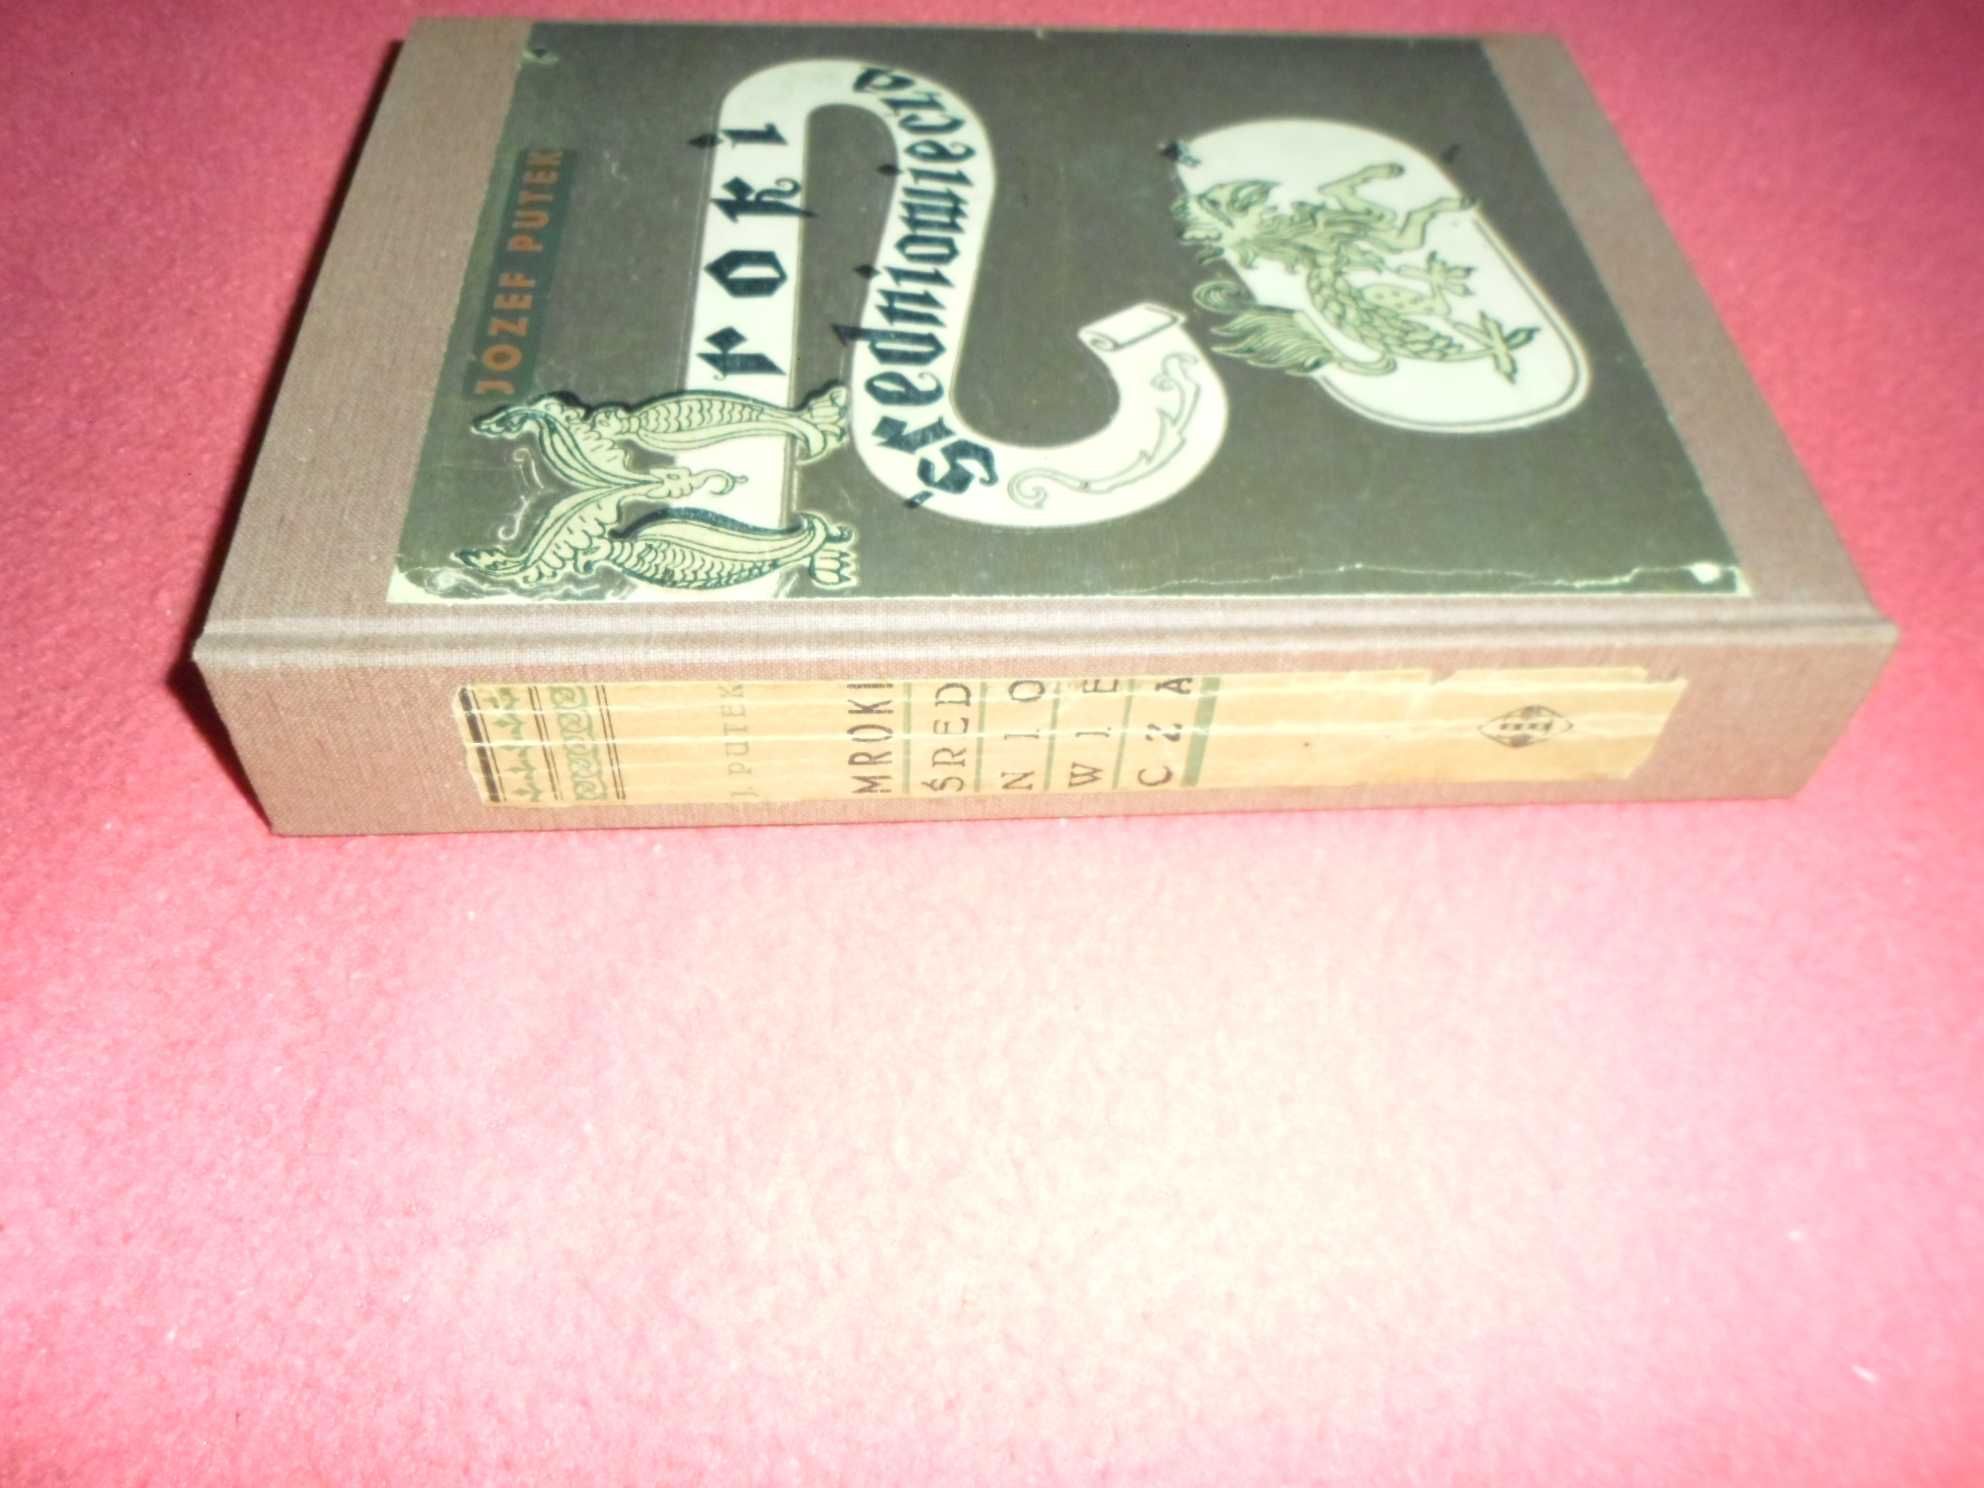 JÓZEF PUTEK
Mroki
średniowiecza
J. PUTEK
MROKI
ŚRED
NIO
WIE
CZA